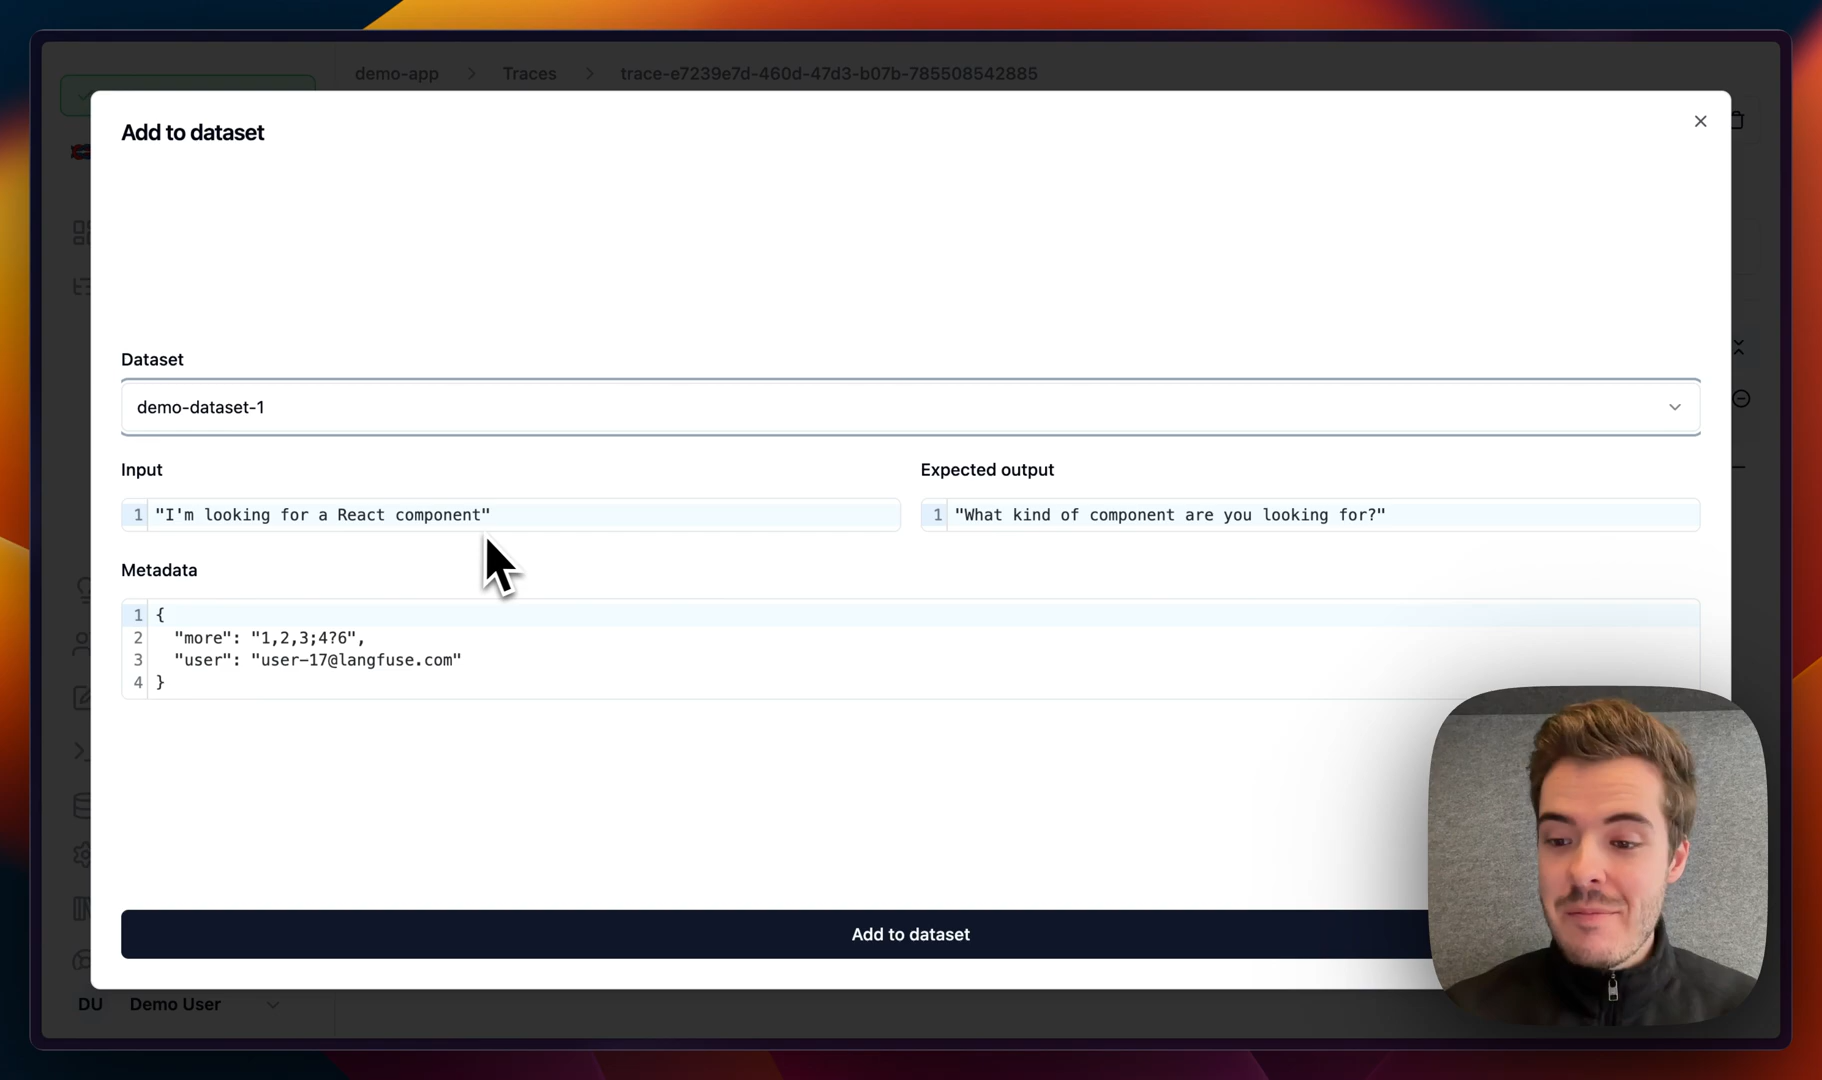 demo-app > Traces > trace-e7239e7d-460d-47d3-b07b-785508542885
Add to dataset
Dataset
demo-dataset-1
Input
Expected output
1 "I'm looking for a React component"
1 "What kind of component are you looking for?"
Metadata
1 {
2 "more": "1,2,3;4?6",
3 "user": "user-17@langfuse.com"
4 }
Add to dataset
DU Demo User